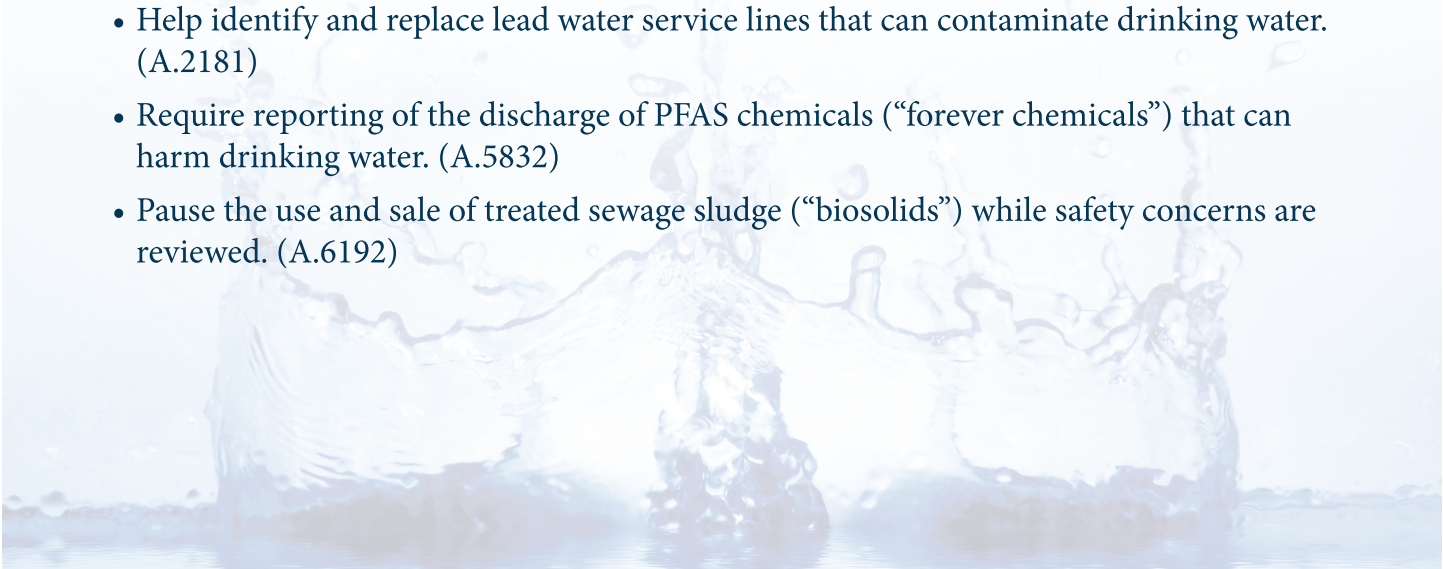 • Help identify and replace lead water service lines that can contaminate drinking water.
(A.2181)
• Require reporting of the discharge of PFAS chemicals (“forever chemicals”) that can
harm drinking water. (A.5832)
• Pause the use and sale of treated sewage sludge (“biosolids”) while safety concerns are
reviewed. (A.6192)